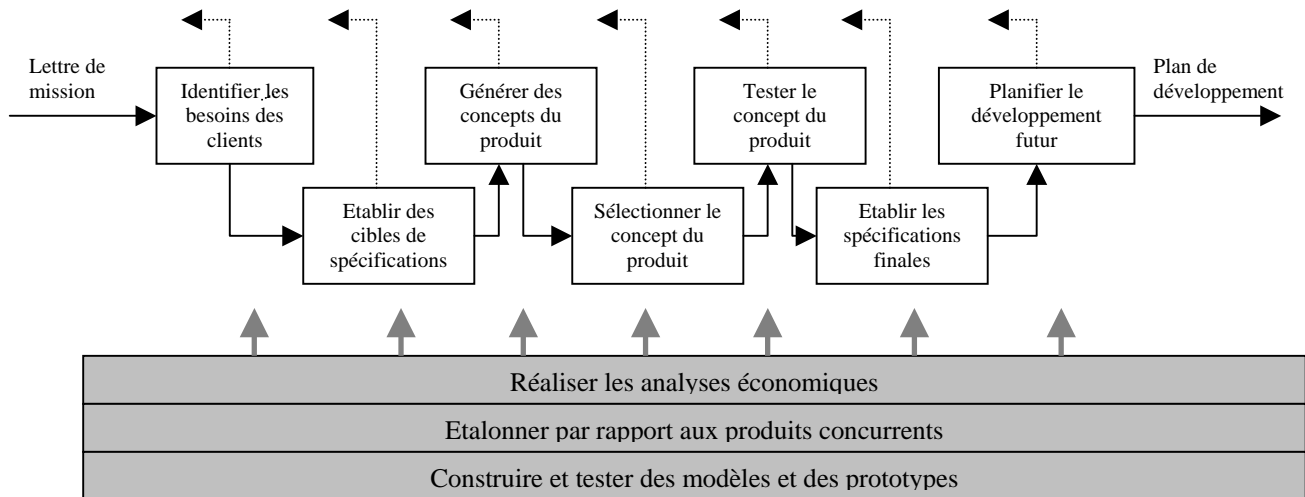 Lettre de
mission
Identifier les
besoins des
clients
Etablir des
cibles de
spécifications
Générer des
concepts du
produit
Sélectionner le
concept du
produit
Tester le
concept du
produit
Etablir les
spécifications
finales
Planifier le
développement
futur
Plan de
développement
Réaliser les analyses économiques
Etalonner par rapport aux produits concurrents
Construire et tester des modèles et des prototypes